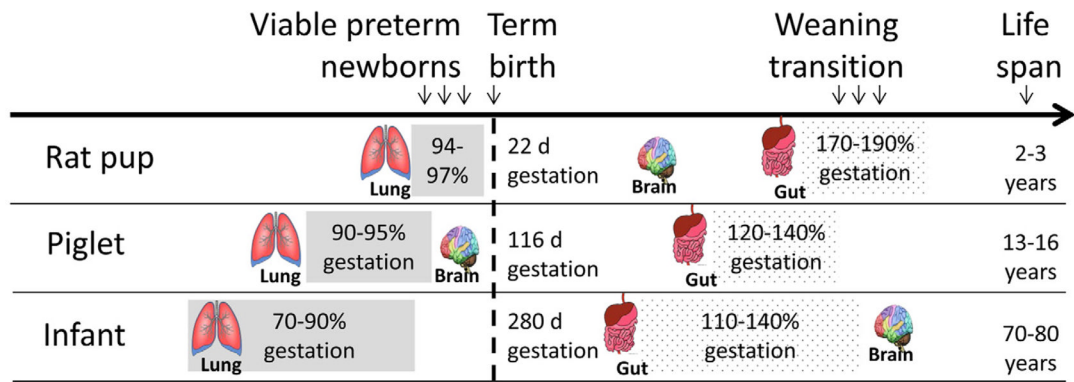 Viable preterm
newborns
Term
birth
Weaning
transition
Life
span
Rat pup
Lung
94-
97%
22 d
gestation
Brain
Gut
170-190%
gestation
2-3
years
Piglet
Lung
90-95%
gestation
Brain
116 d
gestation
Gut
120-140%
gestation
13-16
years
Infant
Lung
70-90%
gestation
280 d
gestation
Gut
110-140%
gestation
Brain
70-80
years